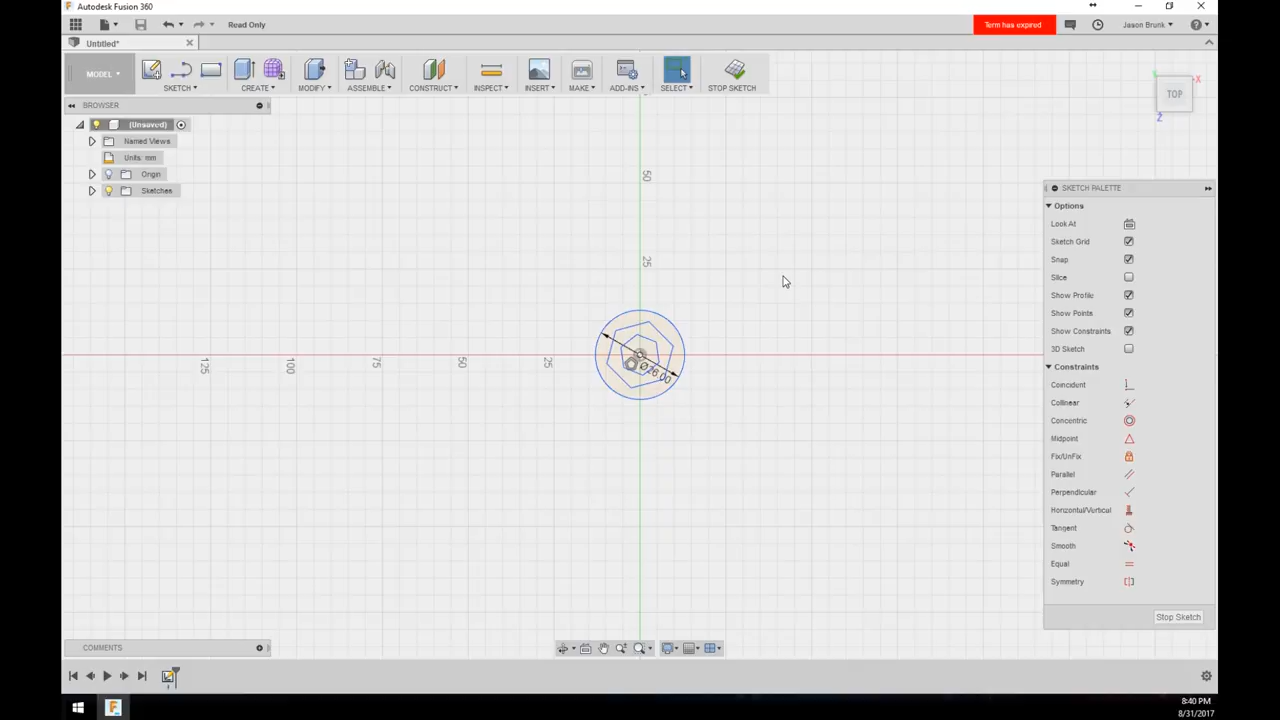 Autodesk Fusion 360
Read Only
Term has expired
Jason Brunk
Untitled*
MODEL
SKETCH
CREATE
MODIFY
ASSEMBLE
CONSTRUCT
INSPECT
INSERT
MAKE
ADD-INS
SELECT
STOP SKETCH
BROWSER
(Unsaved)
Named Views
Units: mm
Origin
Sketches
X
TOP
Z
50
25
125
100
75
50
25
Ø26.00
SKETCH PALETTE
Options
Look At
Sketch Grid
Snap
Slice
Show Profile
Show Points
Show Constraints
3D Sketch
Constraints
Coincident
Collinear
Concentric
Midpoint
Fix/UnFix
Parallel
Perpendicular
Horizontal/Vertical
Tangent
Smooth
Equal
Symmetry
Stop Sketch
COMMENTS
8:40 PM
8/31/2017